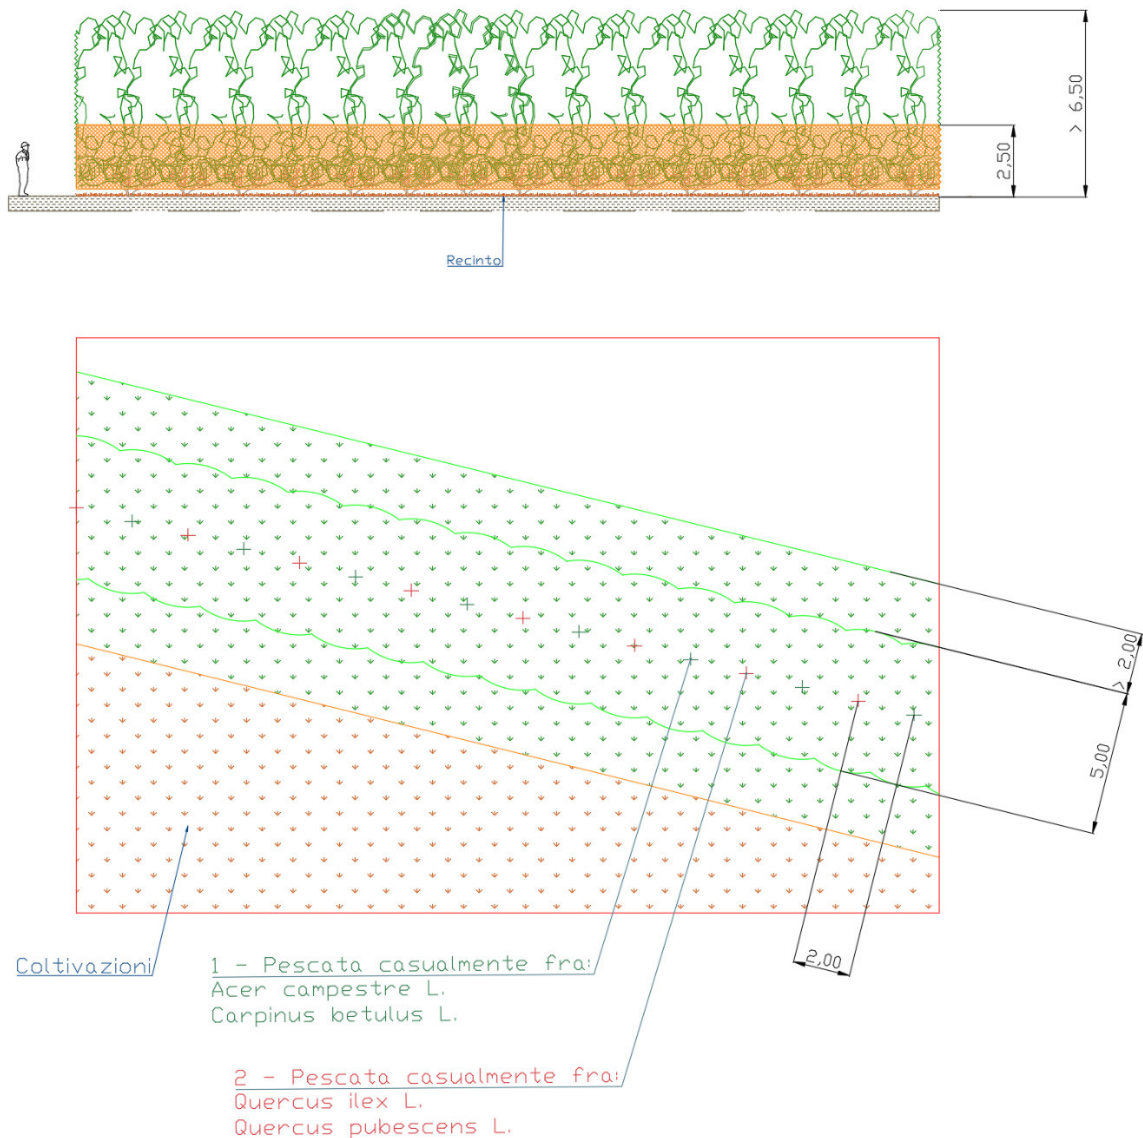 > 6,50
2,50
Recinto
> 2,00
5,00
2,00
Coltivazioni
1 - Pescata casualmente fra:
Acer campestre L.
Carpinus betulus L.
2 - Pescata casualmente fra:
Quercus ilex L.
Quercus pubescens L.